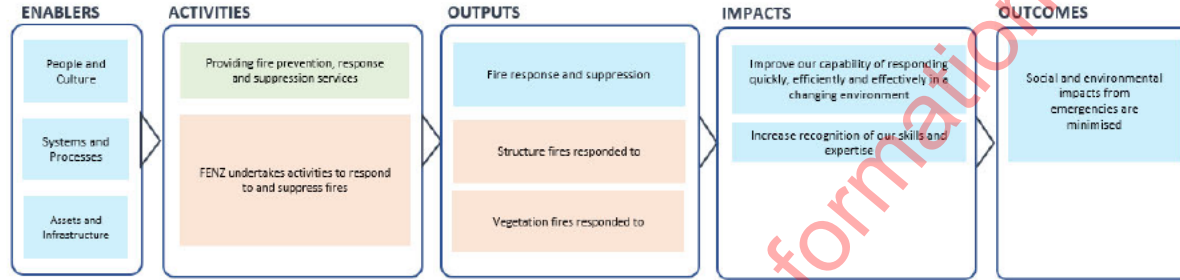 ENABLERS
People and
Culture
Systems and
Processes
Assets and
Infrastructure
ACTIVITIES
Providing fire prevention, response
and suppression services
FENZ undertakes activities to respond
to and suppress fires
OUTPUTS
Fire response and suppression
Structure fires responded to
Vegetation fires responded to
IMPACTS
Improve our capability of responding
quickly, efficiently and effectively in a
changing environment
Increase recognition of our skills and
expertise
OUTCOMES
Social and environmental
impacts from
emergencies are
minimised
formation